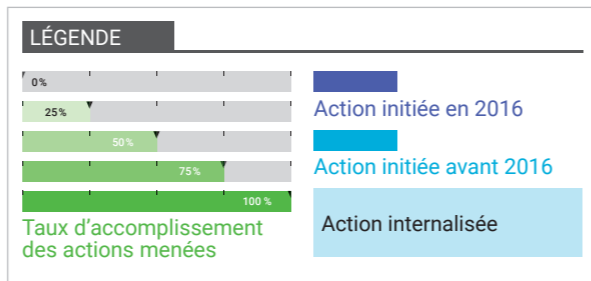 LÉGENDE
0%
25%
50%
75%
100 %
Taux d'accomplissement
des actions menées
Action initiée en 2016
Action initiée avant 2016
Action internalisée